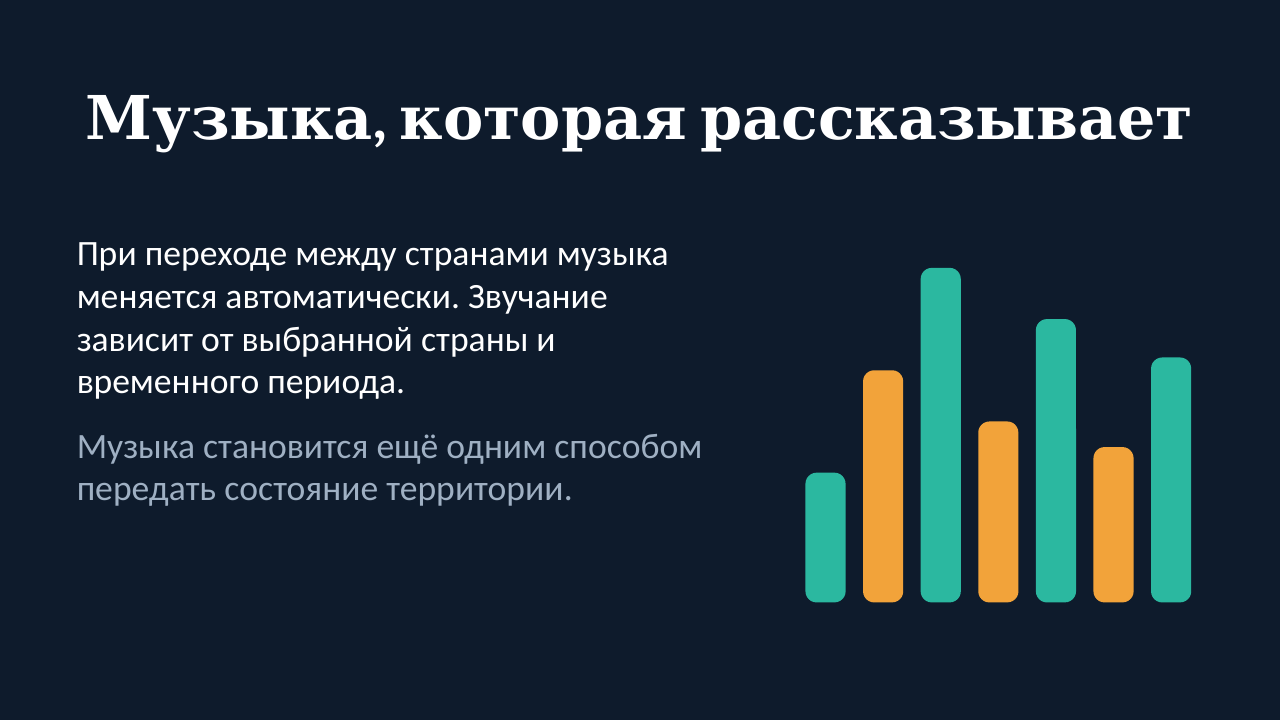 Музыка, которая рассказывает
При переходе между странами музыка
меняется автоматически. Звучание
зависит от выбранной страны и
временного периода.
Музыка становится ещё одним способом
передать состояние территории.